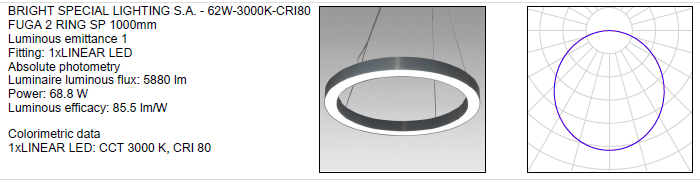 BRIGHT SPECIAL LIGHTING S.A. - 62W-3000K-CRI80
FUGA 2 RING SP 1000mm
Luminous emittance 1
Fitting: 1xLINEAR LED
Absolute photometry
Luminaire luminous flux: 5880 lm
Power: 68.8 W
Luminous efficacy: 85.5 lm/W
Colorimetric data
1xLINEAR LED: CCT 3000 K, CRI 80